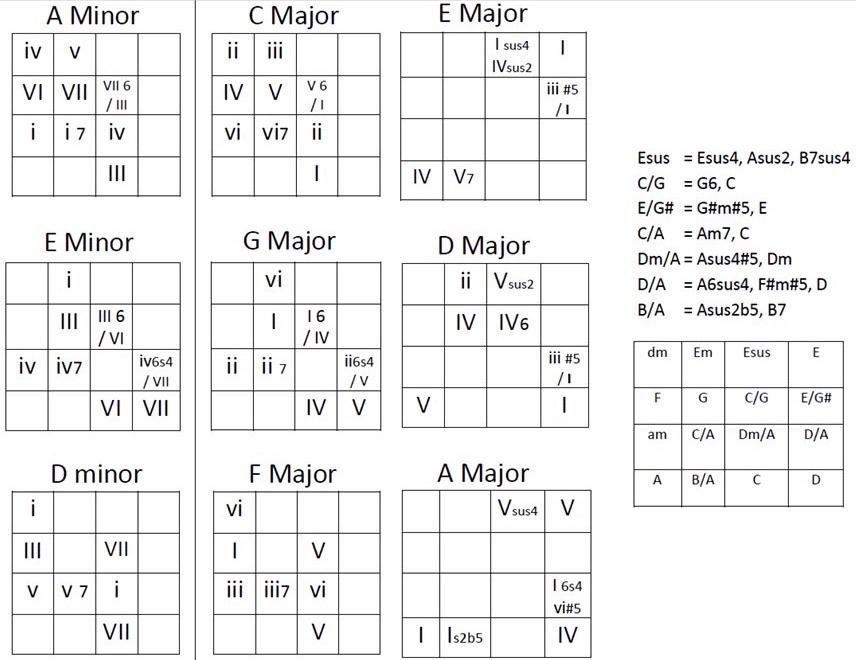 A Minor
iv v
VI VII VII 6 / III
i i 7 iv
III
C Major
ii iii
IV V V 6 / I
vi vi7 ii
I
E Major
I sus4 IVsus2 I
iii #5 / I
IV V7
E Minor
i
III III 6 / VI
iv iv7 iv6s4 / VII
VI VII
G Major
vi
I I 6 / IV
ii ii 7 ii6s4 / V
IV V
D Major
ii Vsus2
IV IV6
iii #5 / I
V I
D minor
i
III VII
v v 7 i
VII
F Major
vi
I V
iii iii7 vi
V
A Major
Vsus4 V
I 6s4 vi#5
I Is2b5 IV
Esus = Esus4, Asus2, B7sus4
C/G = G6, C
E/G# = G#m#5, E
C/A = Am7, C
Dm/A = Asus4#5, Dm
D/A = A6sus4, F#m#5, D
B/A = Asus2b5, B7
dm Em Esus E
F G C/G E/G#
am C/A Dm/A D/A
A B/A C D